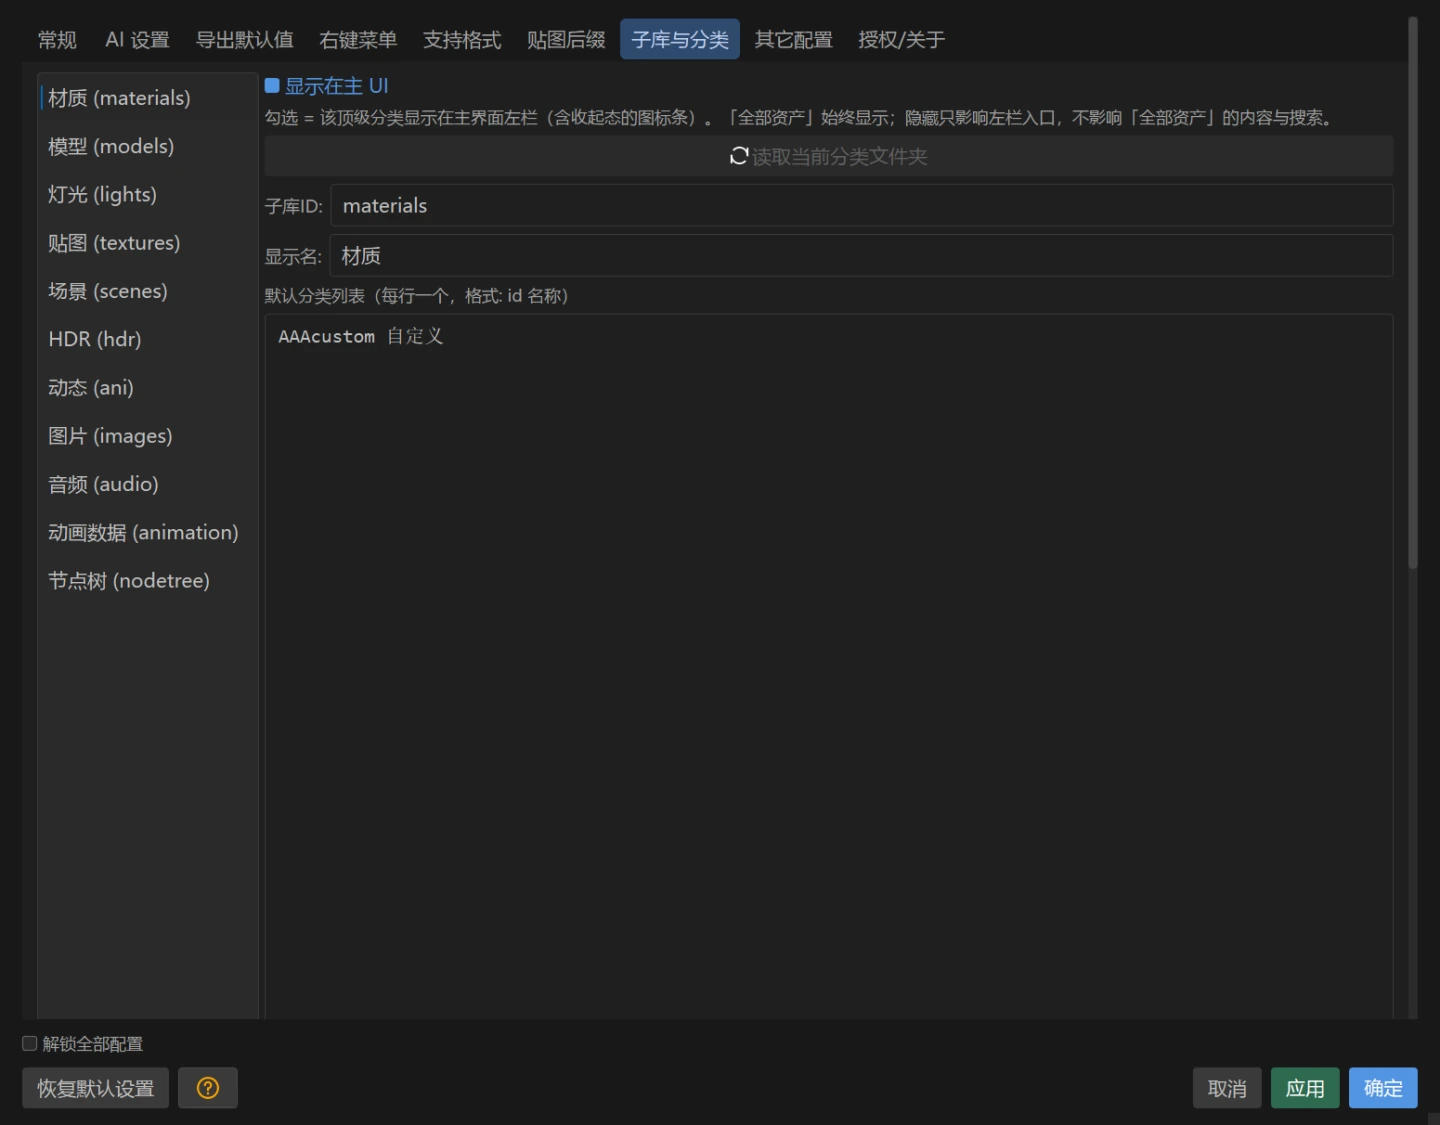 常规 AI 设置 导出默认值 右键菜单 支持格式 贴图后缀 子库与分类 其它配置 授权/关于
材质 (materials)
模型 (models)
灯光 (lights)
贴图 (textures)
场景 (scenes)
HDR (hdr)
动态 (ani)
图片 (images)
音频 (audio)
动画数据 (animation)
节点树 (nodetree)
显示在主 UI
勾选 = 该顶级分类显示在主界面左栏（含收起态的图标条）。「全部资产」始终显示；隐藏只影响左栏入口，不影响「全部资产」的内容与搜索。
读取当前分类文件夹
子库ID: materials
显示名: 材质
默认分类列表（每行一个，格式: id 名称）
AAAcustom 自定义
解锁全部配置
恢复默认设置 ? 取消 应用 确定